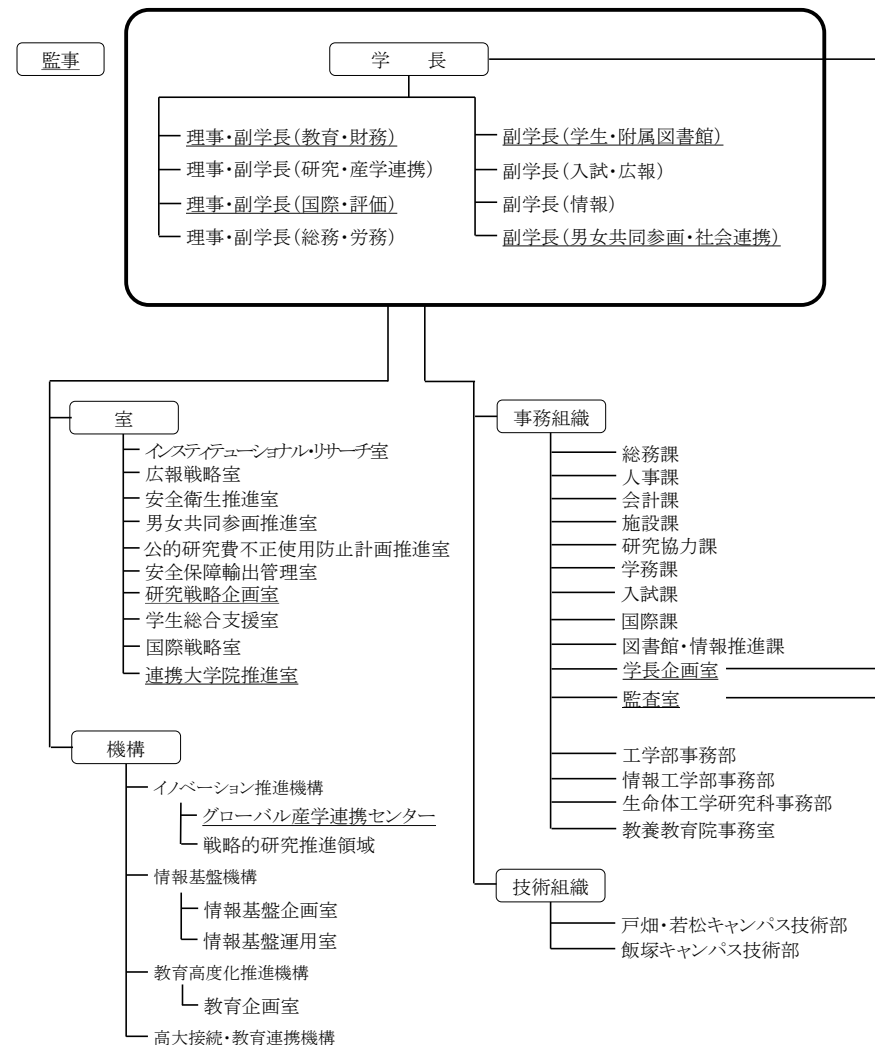 監事
学　長
理事・副学長(教育・財務)
理事・副学長(研究・産学連携)
理事・副学長(国際・評価)
理事・副学長(総務・労務)
副学長(学生・附属図書館)
副学長(入試・広報)
副学長(情報)
副学長(男女共同参画・社会連携)
室
インスティテューショナル・リサーチ室
広報戦略室
安全衛生推進室
男女共同参画推進室
公的研究費不正使用防止計画推進室
安全保障輸出管理室
研究戦略企画室
学生総合支援室
国際戦略室
連携大学院推進室
機構
イノベーション推進機構
グローバル産学連携センター
戦略的研究推進領域
情報基盤機構
情報基盤企画室
情報基盤運用室
教育高度化推進機構
教育企画室
高大接続・教育連携機構
事務組織
総務課
人事課
会計課
施設課
研究協力課
学務課
入試課
国際課
図書館・情報推進課
学長企画室
監査室
工学部事務部
情報工学部事務部
生命体工学研究科事務部
教養教育院事務室
技術組織
戸畑・若松キャンパス技術部
飯塚キャンパス技術部